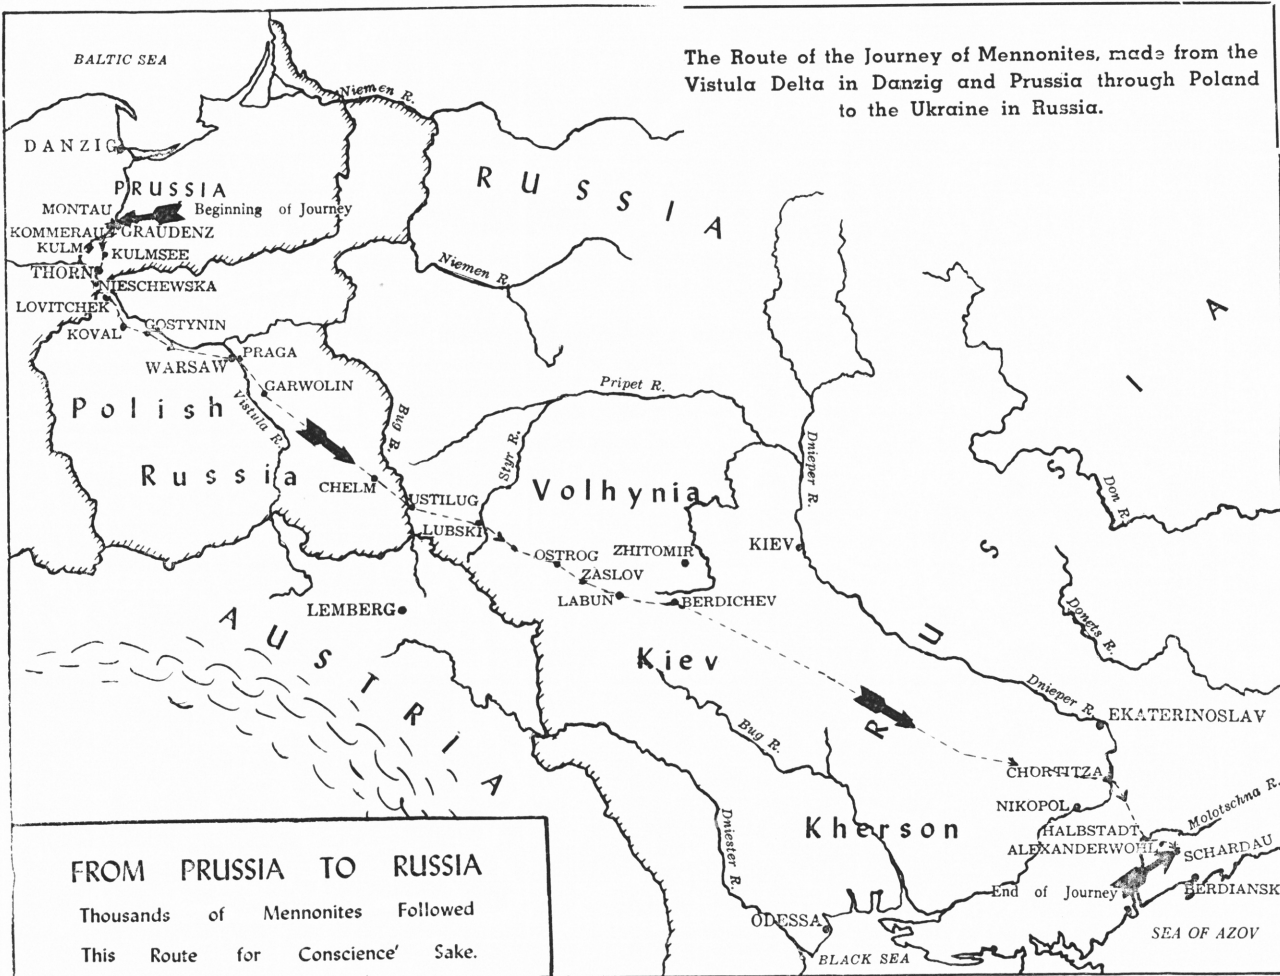 The Route of the Journey of Mennonites, made from the
Vistula Delta in Danzig and Prussia through Poland
to the Ukraine in Russia.
BALTIC SEA
Niemen R.
DANZIG
PRUSSIA
RUSSIA
MONTAU
Beginning of Journey
KOMMERAU
GRAUDENZ
KULM
KULMSEE
THORN
Niemen R.
NIESCHEWSKA
LOVITCHEK
KOVAL
GOSTYNIN
WARSAW
PRAGA
GARWOLIN
Pripet R.
Polish
Russia
Vistula R.
Bug R.
Styr R.
Dnieper R.
Volhynia
CHELM
USTILUG
LUBSKI
Don R.
OSTROG
ZHITOMIR
KIEV
ZASLOV
LABUN
BERDICHEV
LEMBERG
AUSTRIA
Donets R.
Kiev
RUSSIA
Dnieper R.
EKATERINOSLAV
Bug R.
CHORTITZA
NIKOPOL
Molotschna R.
Kherson
HALBSTADT
ALEXANDERWOHL
SCHARDAU
Dniester R.
End of Journey
BERDIANSK
ODESSA
SEA OF AZOV
BLACK SEA
FROM PRUSSIA TO RUSSIA
Thousands of Mennonites Followed
This Route for Conscience' Sake.